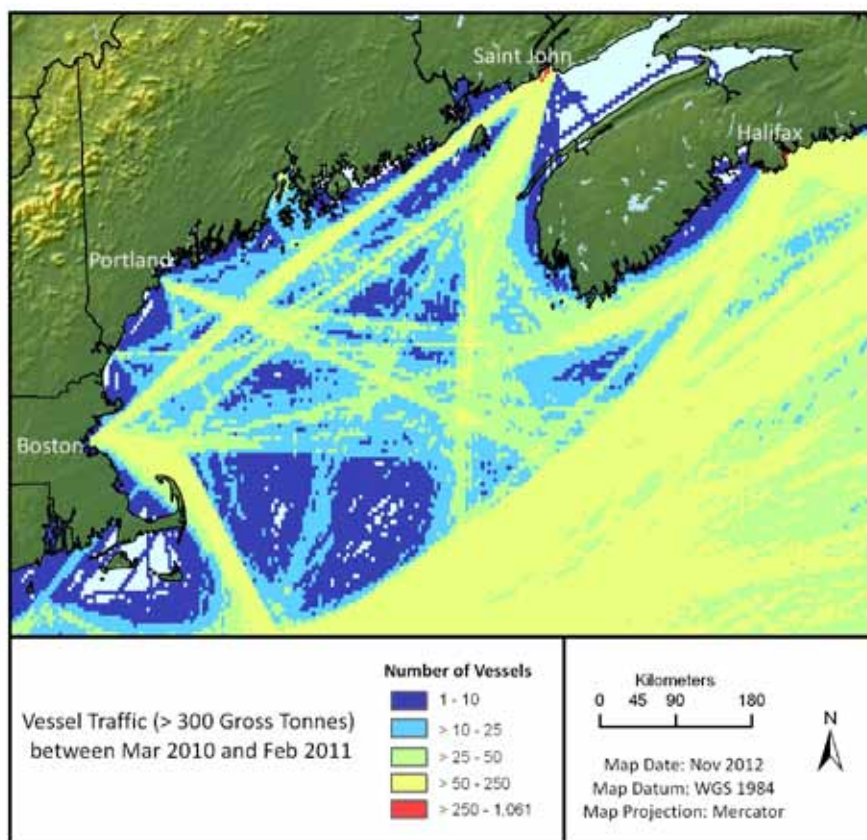 Saint John
Halifax
Portland
Boston
Vessel Traffic (> 300 Gross Tonnes)
between Mar 2010 and Feb 2011
Number of Vessels
1 - 10
> 10 - 25
> 25 - 50
> 50 - 250
> 250 - 1,061
Kilometers
0 45 90 180
N
Map Date: Nov 2012
Map Datum: WGS 1984
Map Projection: Mercator